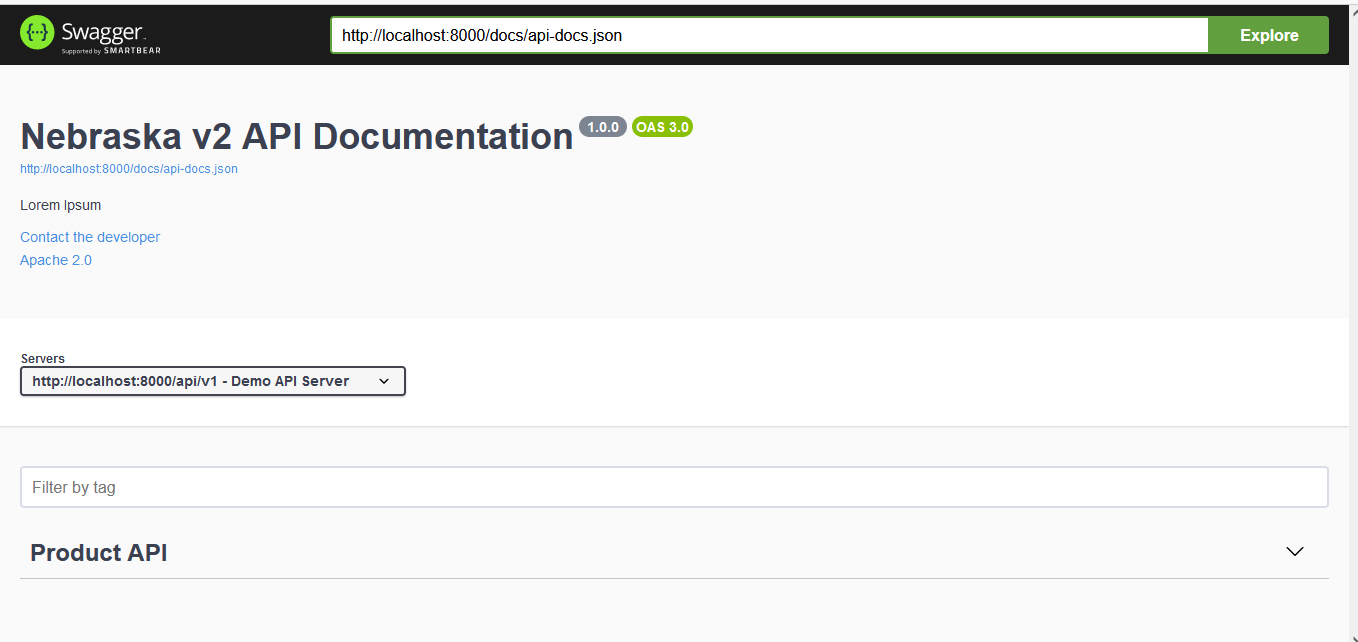 {···} Swagger™
Supported by SMARTBEAR
http://localhost:8000/docs/api-docs.json
Explore
Nebraska v2 API Documentation 1.0.0 OAS 3.0
http://localhost:8000/docs/api-docs.json
Lorem Ipsum
Contact the developer
Apache 2.0
Servers
http://localhost:8000/api/v1 - Demo API Server
Filter by tag
Product API